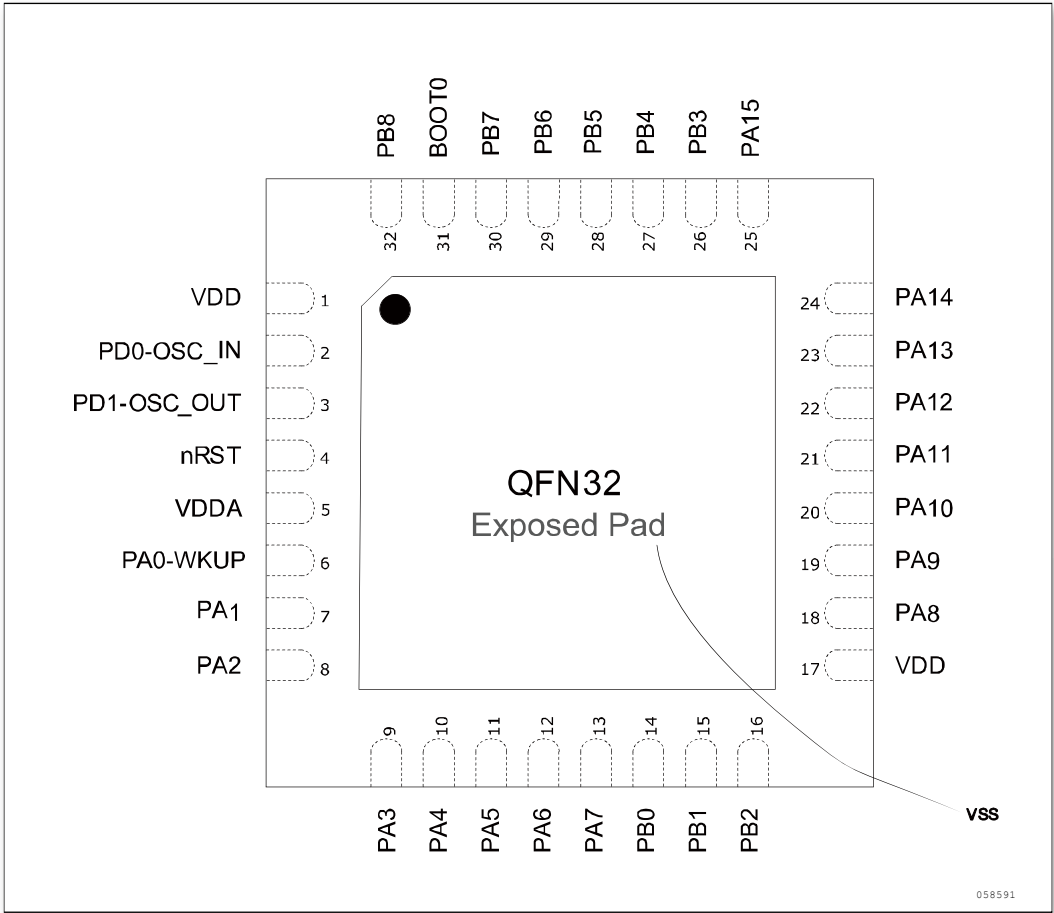 PB8
BOOT0
PB7
PB6
PB5
PB4
PB3
PA15
32
31
30
29
28
27
26
25
VDD
1
PD0-OSC_IN
2
PD1-OSC_OUT
3
nRST
4
VDDA
5
PA0-WKUP
6
PA1
7
PA2
8
24
PA14
23
PA13
22
PA12
21
PA11
20
PA10
19
PA9
18
PA8
17
VDD
QFN32
Exposed Pad
9
10
11
12
13
14
15
16
PA3
PA4
PA5
PA6
PA7
PB0
PB1
PB2
VSS
058591